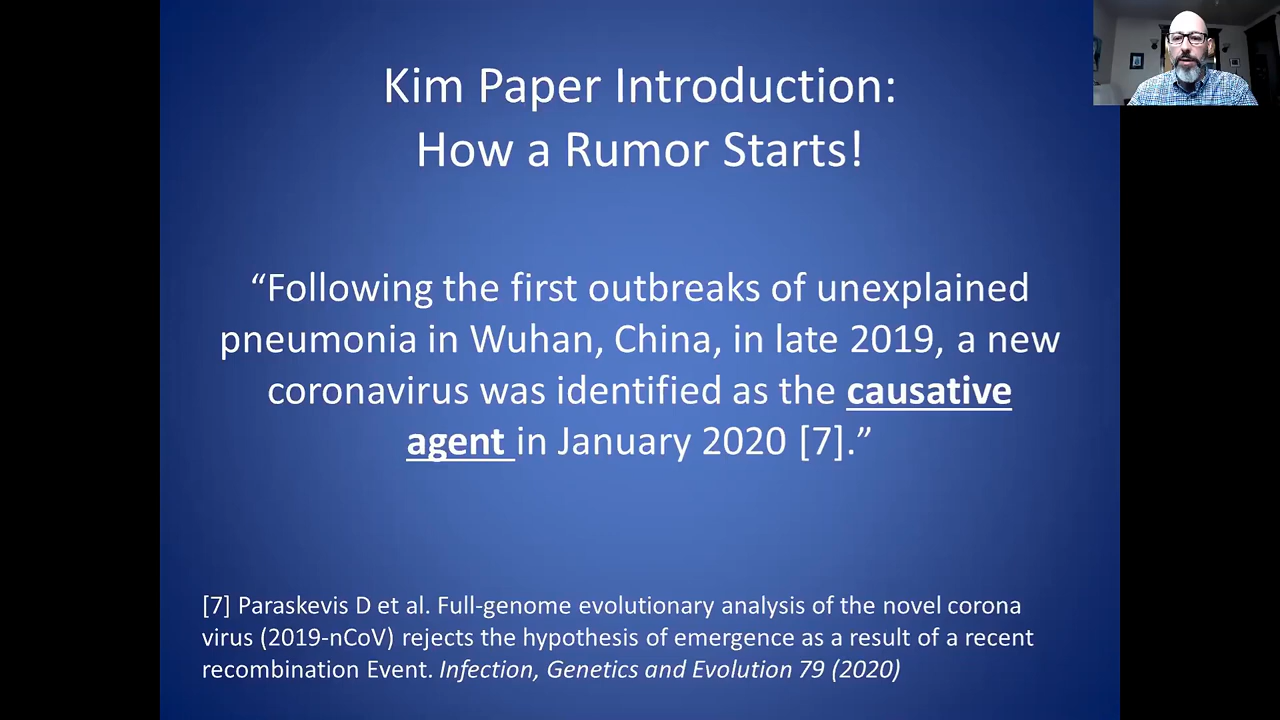 Kim Paper Introduction:
How a Rumor Starts!
“Following the first outbreaks of unexplained
pneumonia in Wuhan, China, in late 2019, a new
coronavirus was identified as the causative
agent in January 2020 [7].”
[7] Paraskevis D et al. Full-genome evolutionary analysis of the novel corona
virus (2019-nCoV) rejects the hypothesis of emergence as a result of a recent
recombination Event. Infection, Genetics and Evolution 79 (2020)